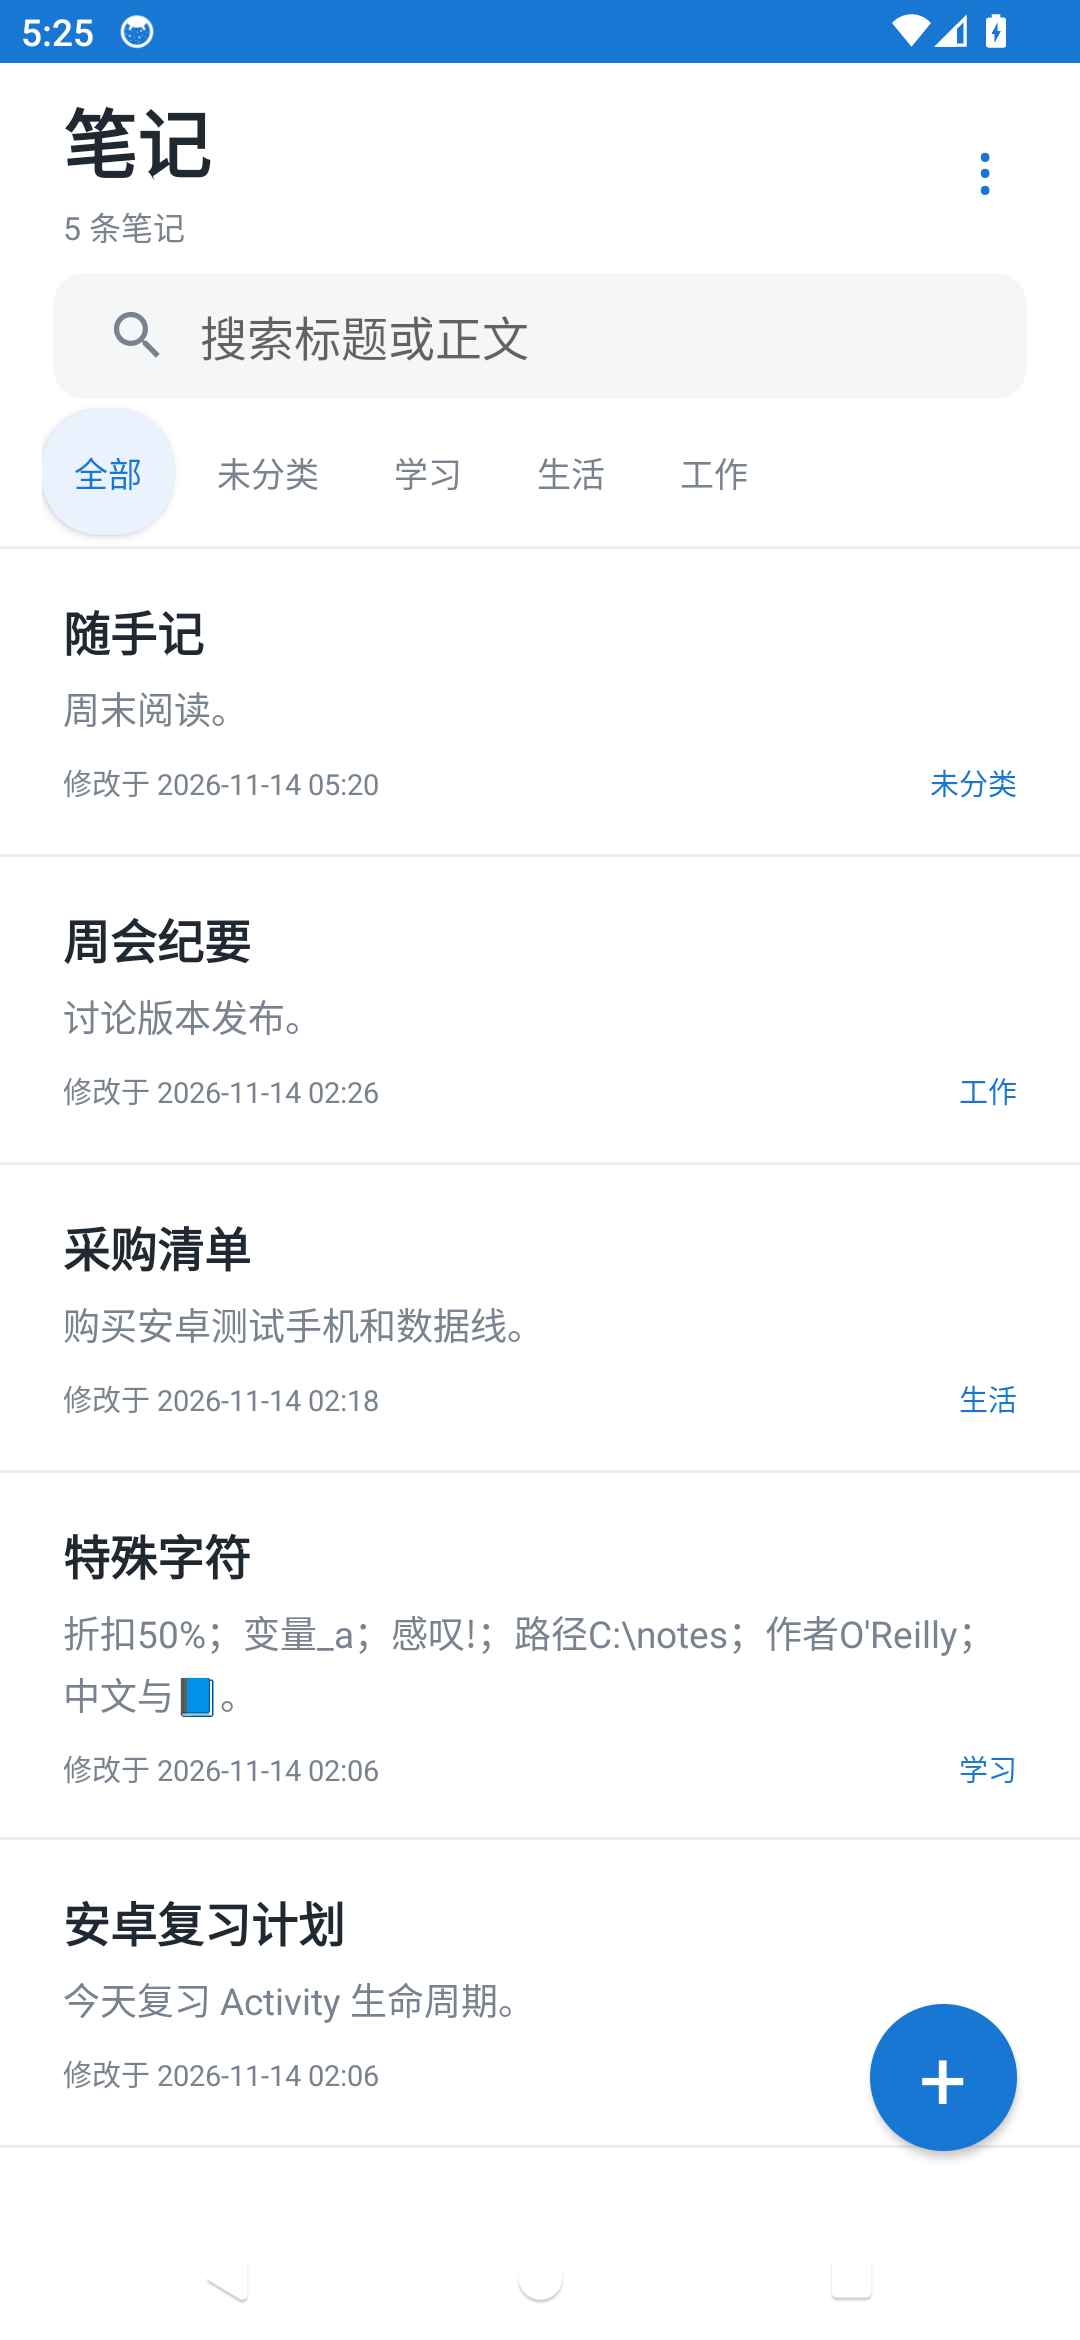 5:25
笔记
5 条笔记
搜索标题或正文
全部 未分类 学习 生活 工作
随手记
周末阅读。
修改于 2026-11-14 05:20 未分类
周会纪要
讨论版本发布。
修改于 2026-11-14 02:26 工作
采购清单
购买安卓测试手机和数据线。
修改于 2026-11-14 02:18 生活
特殊字符
折扣50%；变量_a；感叹!；路径C:\notes；作者O'Reilly；
中文与📘。
修改于 2026-11-14 02:06 学习
安卓复习计划
今天复习 Activity 生命周期。
修改于 2026-11-14 02:06